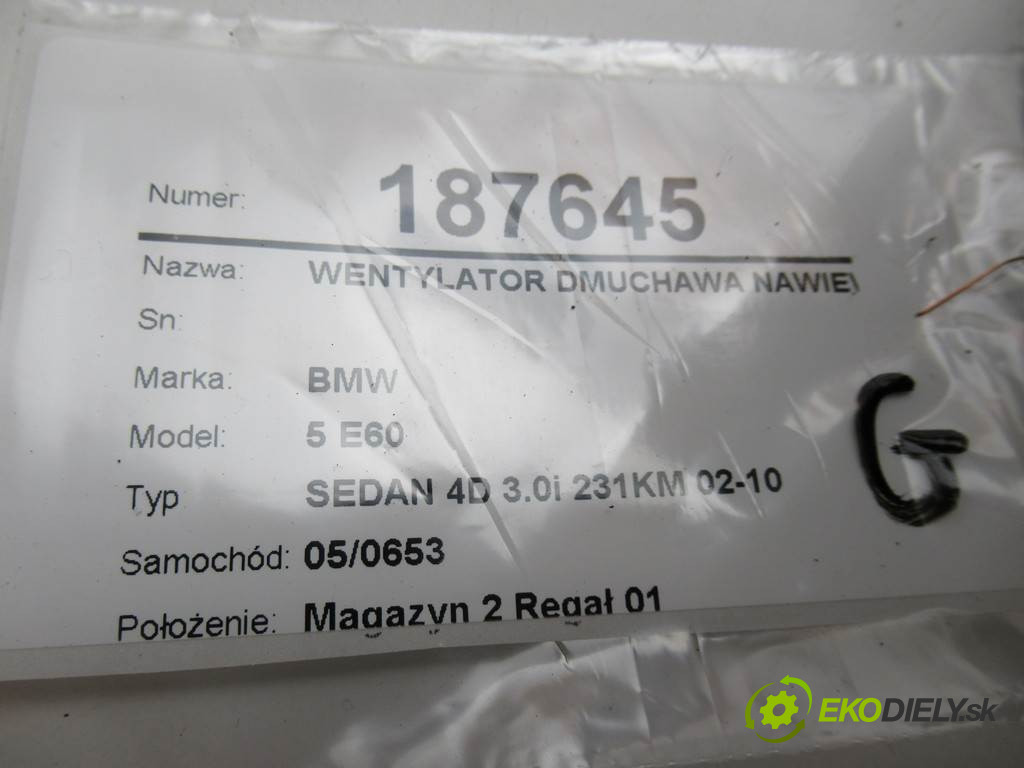 Numer: 187645
Nazwa: WENTYLATOR DMUCHAWA NAWIEW
Sn:
Marka: BMW
Model: 5 E60
Typ SEDAN 4D 3.0i 231KM 02-10
Samochód: 05/0653
Położenie: Magazyn 2 Regał 01
G
EKODIELY.sk